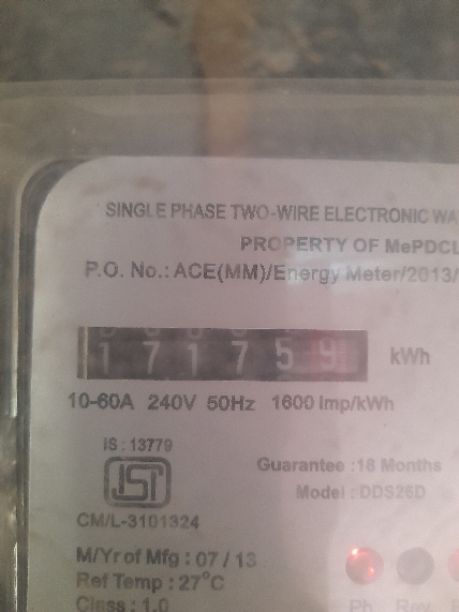 SINGLE PHASE TWO-WIRE ELECTRONIC WA
PROPERTY OF MePDCL
P.O. No.: ACE(MM)/Energy Meter/2013/
171759 kWh
10-60A 240V 50Hz 1600 Imp/kWh
IS : 13779
ISI
Guarantee :18 Months
Model : DDS26D
CM/L-3101324
M/Yr of Mfg : 07 / 13
Ref Temp : 27°C
Class : 1.0
Ph Rev